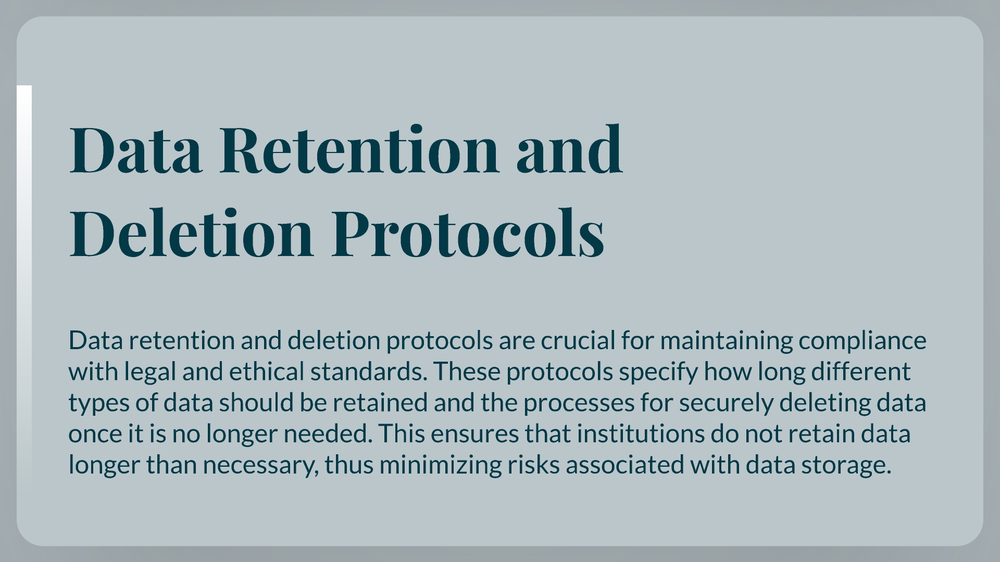 Data Retention and
Deletion Protocols
Data retention and deletion protocols are crucial for maintaining compliance
with legal and ethical standards. These protocols specify how long different
types of data should be retained and the processes for securely deleting data
once it is no longer needed. This ensures that institutions do not retain data
longer than necessary, thus minimizing risks associated with data storage.